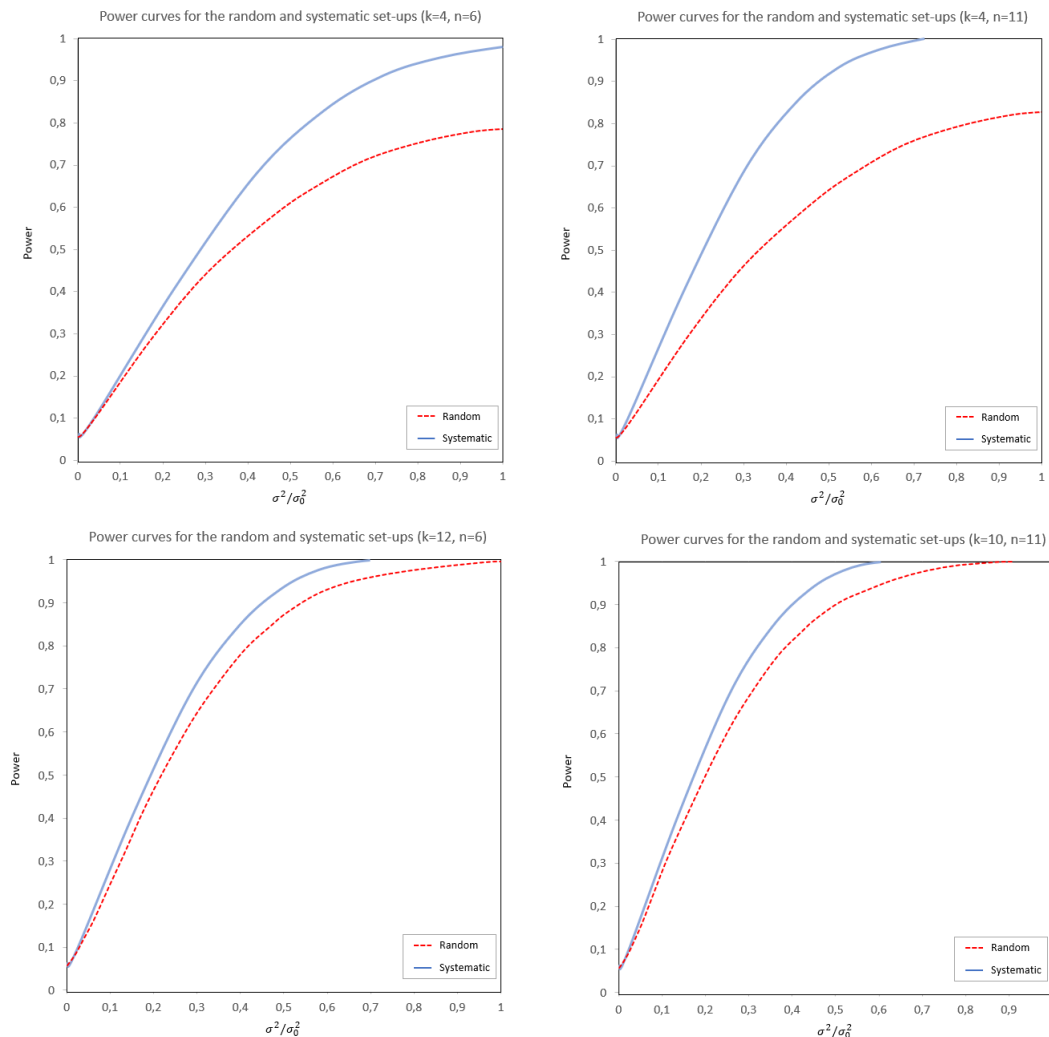 Power curves for the random and systematic set-ups (k=4, n=6)
1
0,9
0,8
0,7
0,6
0,5
0,4
0,3
0,2
0,1
0
Power
Random
Systematic
0 0,1 0,2 0,3 0,4 0,5 0,6 0,7 0,8 0,9 1
σ²/σ₀²
Power curves for the random and systematic set-ups (k=4, n=11)
1
0,9
0,8
0,7
0,6
0,5
0,4
0,3
0,2
0,1
0
Power
Random
Systematic
0 0,1 0,2 0,3 0,4 0,5 0,6 0,7 0,8 0,9 1
σ²/σ₀²
Power curves for the random and systematic set-ups (k=12, n=6)
1
0,9
0,8
0,7
0,6
0,5
0,4
0,3
0,2
0,1
0
Power
Random
Systematic
0 0,1 0,2 0,3 0,4 0,5 0,6 0,7 0,8 0,9 1
σ²/σ₀²
Power curves for the random and systematic set-ups (k=10, n=11)
1
0,9
0,8
0,7
0,6
0,5
0,4
0,3
0,2
0,1
0
Power
Random
Systematic
0 0,1 0,2 0,3 0,4 0,5 0,6 0,7 0,8 0,9
σ²/σ₀²